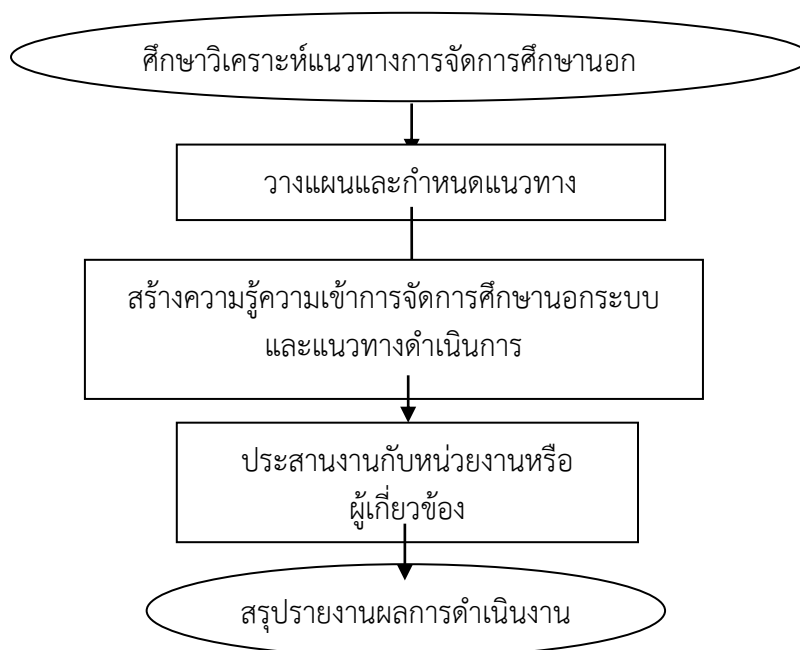 ศึกษาวิเคราะห์แนวทางการจัดการศึกษานอก
วางแผนและกำหนดแนวทาง
สร้างความรู้ความเข้าการจัดการศึกษานอกระบบ
และแนวทางดำเนินการ
ประสานงานกับหน่วยงานหรือ
ผู้เกี่ยวข้อง
สรุปรายงานผลการดำเนินงาน